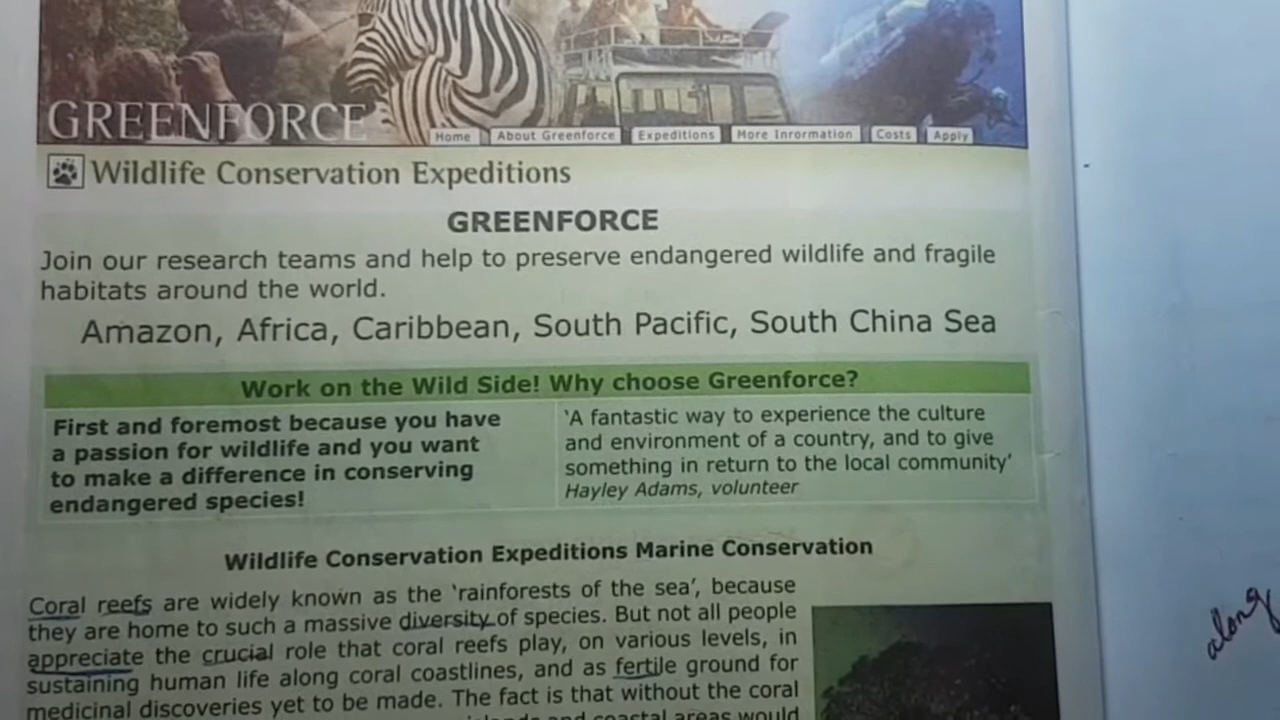 GREENFORCE
Home About Greenforce Expeditions More Inrormation Costs Apply
Wildlife Conservation Expeditions
GREENFORCE
Join our research teams and help to preserve endangered wildlife and fragile
habitats around the world.
Amazon, Africa, Caribbean, South Pacific, South China Sea
Work on the Wild Side! Why choose Greenforce?
First and foremost because you have
a passion for wildlife and you want
to make a difference in conserving
endangered species!
‘A fantastic way to experience the culture
and environment of a country, and to give
something in return to the local community’
Hayley Adams, volunteer
Wildlife Conservation Expeditions Marine Conservation
Coral reefs are widely known as the ‘rainforests of the sea’, because
they are home to such a massive diversity of species. But not all people
appreciate the crucial role that coral reefs play, on various levels, in
sustaining human life along coral coastlines, and as fertile ground for
medicinal discoveries yet to be made. The fact is that without the coral
and coastal areas would
along